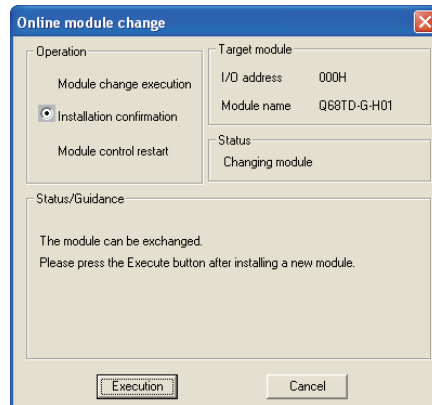 Online module change
Operation
Module change execution
Installation confirmation
Module control restart
Target module
I/O address 000H
Module name Q68TD-G-H01
Status
Changing module
Status/Guidance
The module can be exchanged.
Please press the Execute button after installing a new module.
Execution Cancel